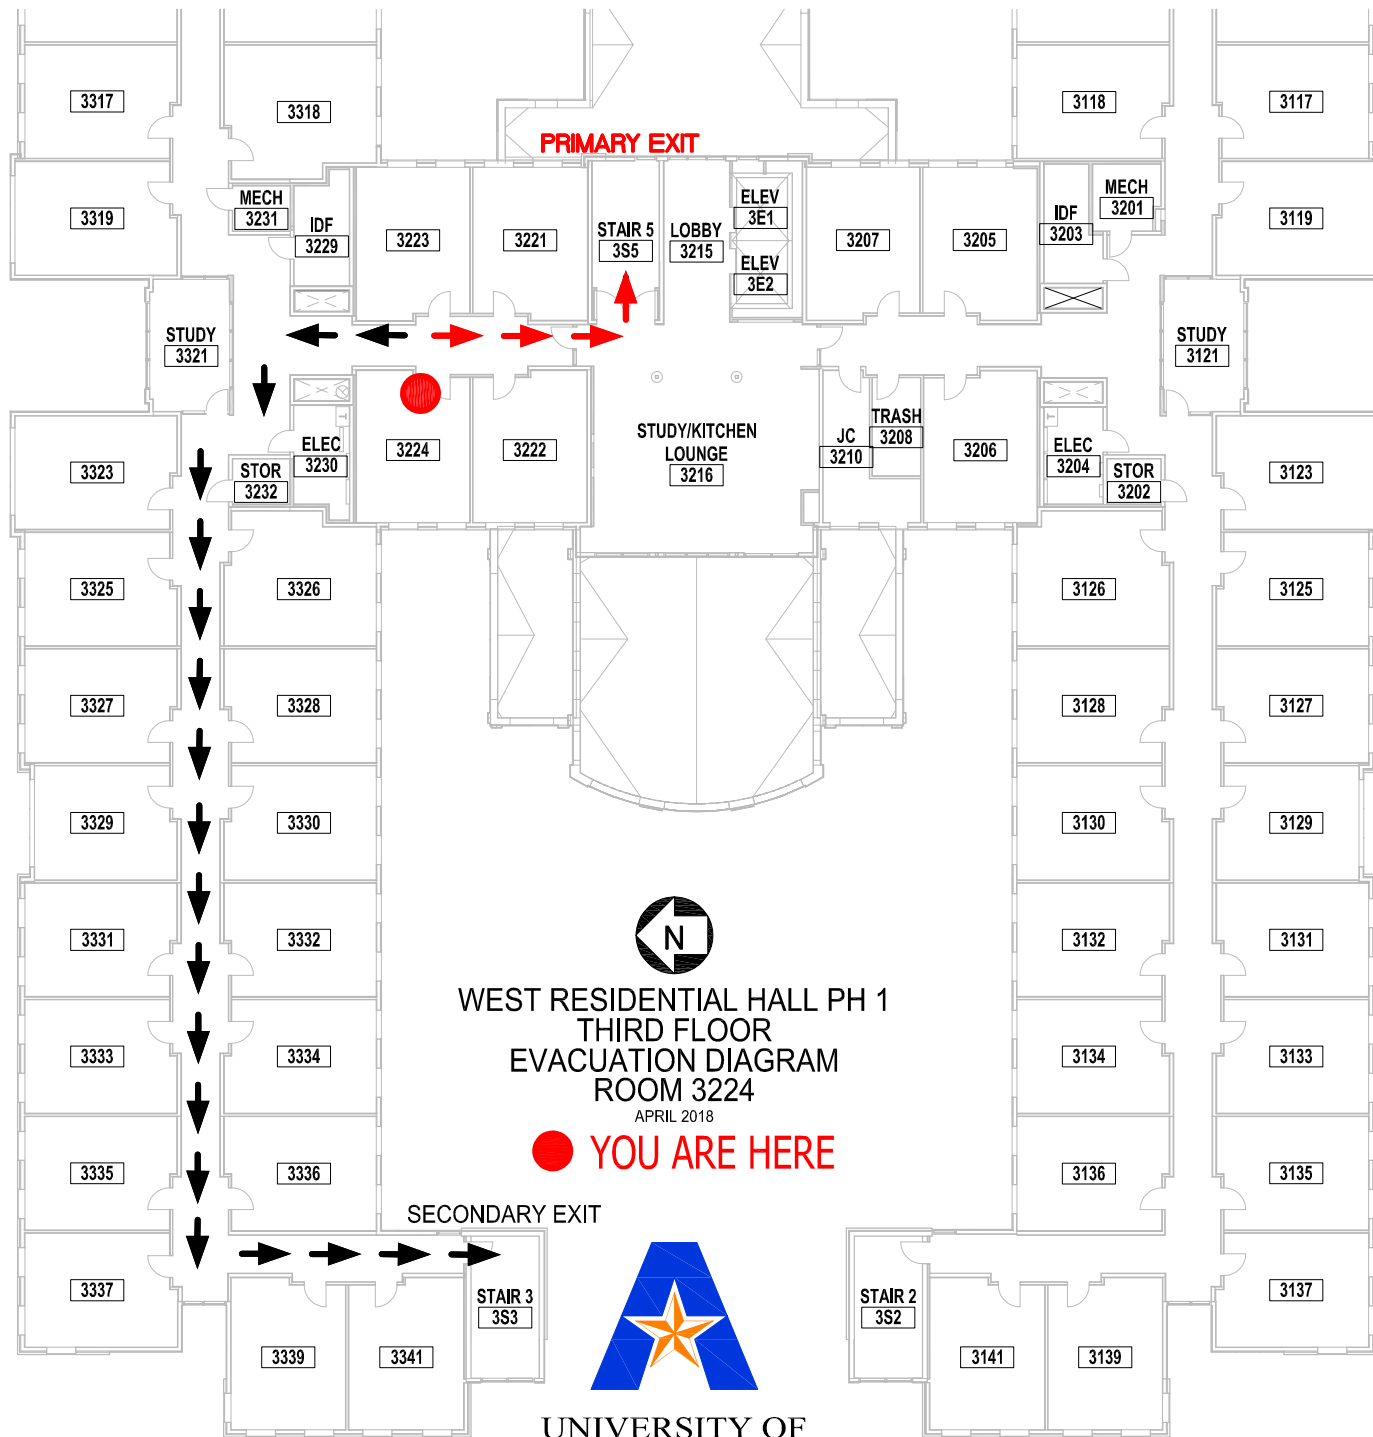 3317
3318
3118
3117
PRIMARY EXIT
MECH
3231
IDF
3229
3319
3223
3221
STAIR 5
3S5
LOBBY
3215
ELEV
3E1
ELEV
3E2
3207
3205
IDF
3203
MECH
3201
3119
STUDY
3321
STUDY
3121
3323
STOR
3232
ELEC
3230
3224
3222
STUDY/KITCHEN
LOUNGE
3216
JC
3210
TRASH
3208
3206
ELEC
3204
STOR
3202
3123
3325
3326
3126
3125
3327
3328
3128
3127
3329
3330
3130
3129
3331
3332
3132
3131
N
WEST RESIDENTIAL HALL PH 1
THIRD FLOOR
EVACUATION DIAGRAM
ROOM 3224
APRIL 2018
YOU ARE HERE
3333
3334
3134
3133
3335
3336
3136
3135
SECONDARY EXIT
3337
STAIR 3
3S3
STAIR 2
3S2
3137
3339
3341
3141
3139
UNIVERSITY OF